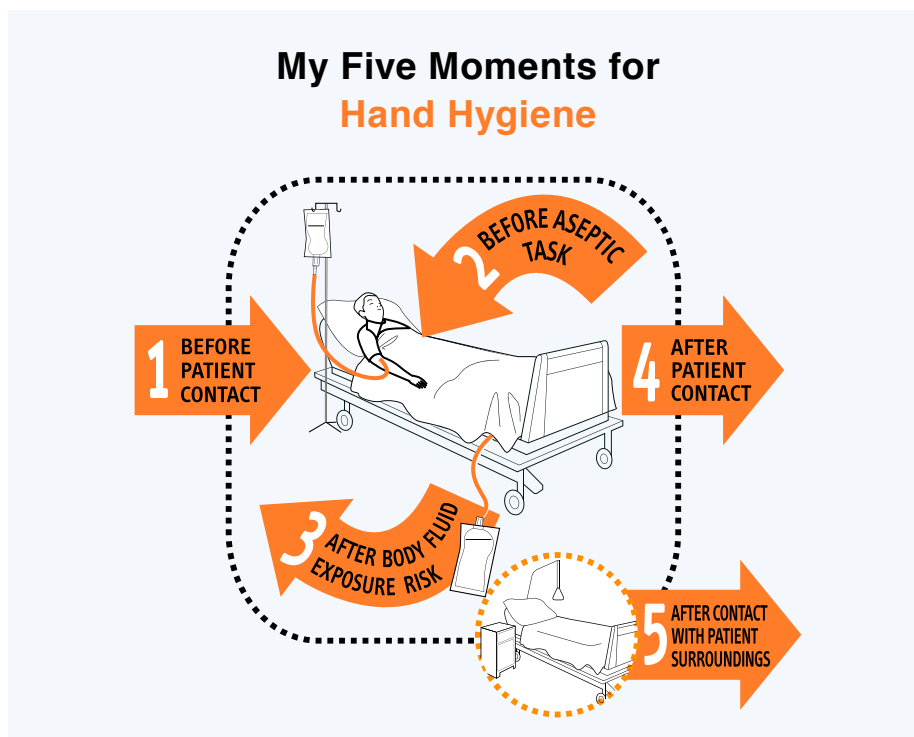 My Five Moments for
Hand Hygiene
1 BEFORE
PATIENT
CONTACT
2 BEFORE ASEPTIC
TASK
3 AFTER BODY FLUID
EXPOSURE RISK
4 AFTER
PATIENT
CONTACT
5 AFTER CONTACT
WITH PATIENT
SURROUNDINGS